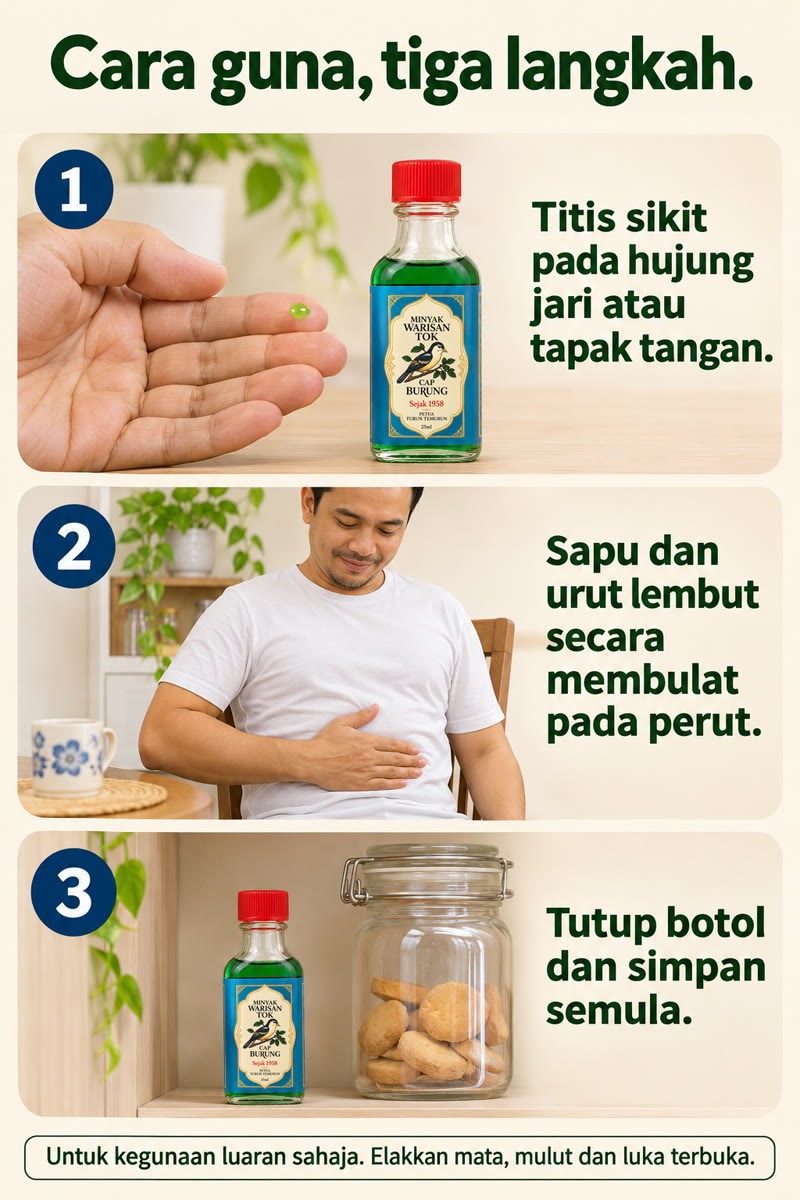 Cara guna, tiga langkah.
1
Titis sikit
pada hujung
jari atau
tapak tangan.
MINYAK
WARISAN
TOK
CAP
BURUNG
Sejak 1958
PETUA
TURUN TEMURUN
25ml
2
Sapu dan
urut lembut
secara
membulat
pada perut.
3
Tutup botol
dan simpan
semula.
MINYAK
WARISAN
TOK
CAP
BURUNG
Sejak 1958
PETUA
TURUN TEMURUN
25ml
Untuk kegunaan luaran sahaja. Elakkan mata, mulut dan luka terbuka.